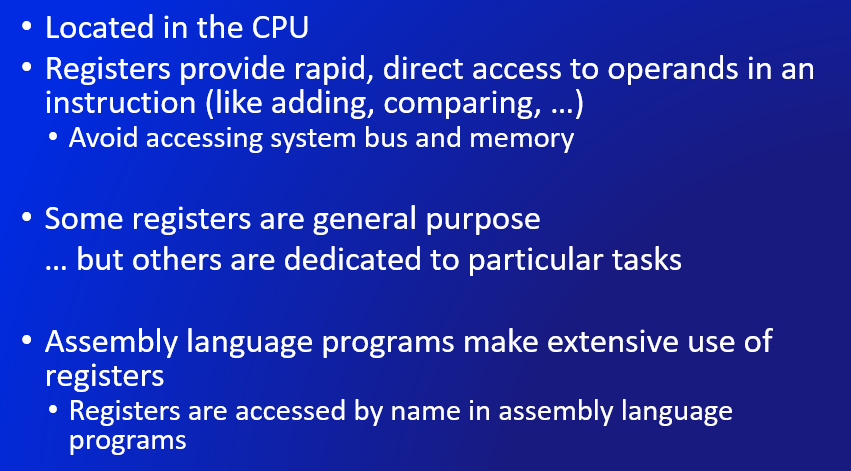 • Located in the CPU
• Registers provide rapid, direct access to operands in an
instruction (like adding, comparing, …)
• Avoid accessing system bus and memory
• Some registers are general purpose
… but others are dedicated to particular tasks
• Assembly language programs make extensive use of
registers
• Registers are accessed by name in assembly language
programs